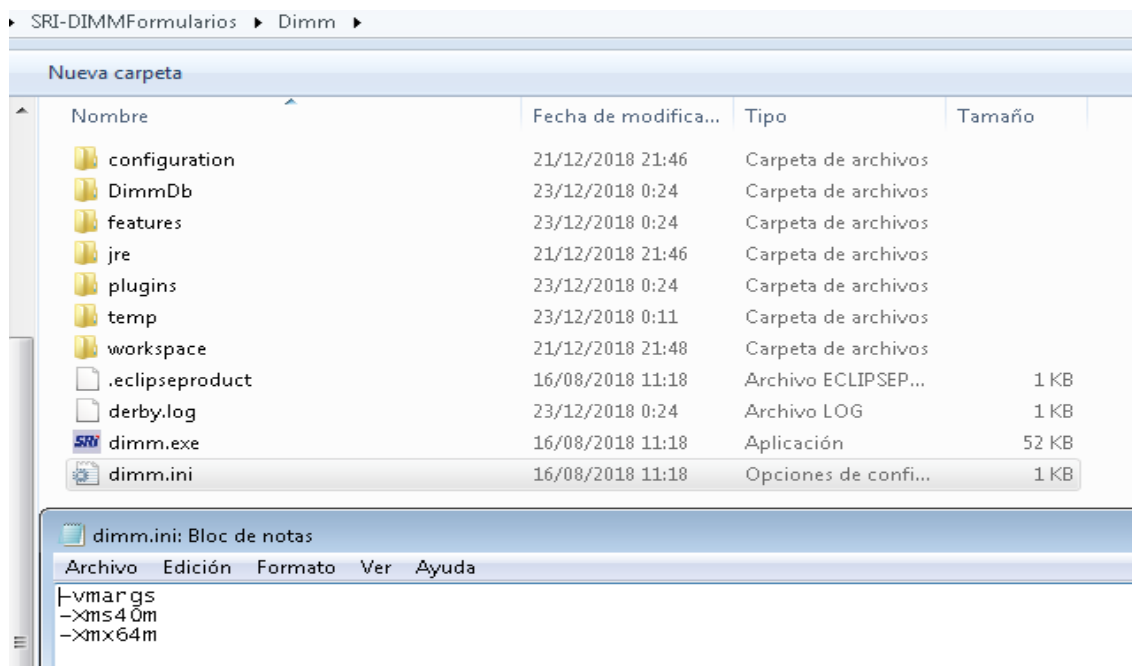 SRI-DIMMFormularios ▸ Dimm ▸
Nueva carpeta
Nombre Fecha de modifica... Tipo Tamaño
configuration 21/12/2018 21:46 Carpeta de archivos
DimmDb 23/12/2018 0:24 Carpeta de archivos
features 23/12/2018 0:24 Carpeta de archivos
jre 21/12/2018 21:46 Carpeta de archivos
plugins 23/12/2018 0:24 Carpeta de archivos
temp 23/12/2018 0:11 Carpeta de archivos
workspace 21/12/2018 21:48 Carpeta de archivos
.eclipseproduct 16/08/2018 11:18 Archivo ECLIPSEP... 1 KB
derby.log 23/12/2018 0:24 Archivo LOG 1 KB
SRi dimm.exe 16/08/2018 11:18 Aplicación 52 KB
dimm.ini 16/08/2018 11:18 Opciones de confi... 1 KB
dimm.ini: Bloc de notas
Archivo Edición Formato Ver Ayuda
-vmargs
-Xms40m
-Xmx64m